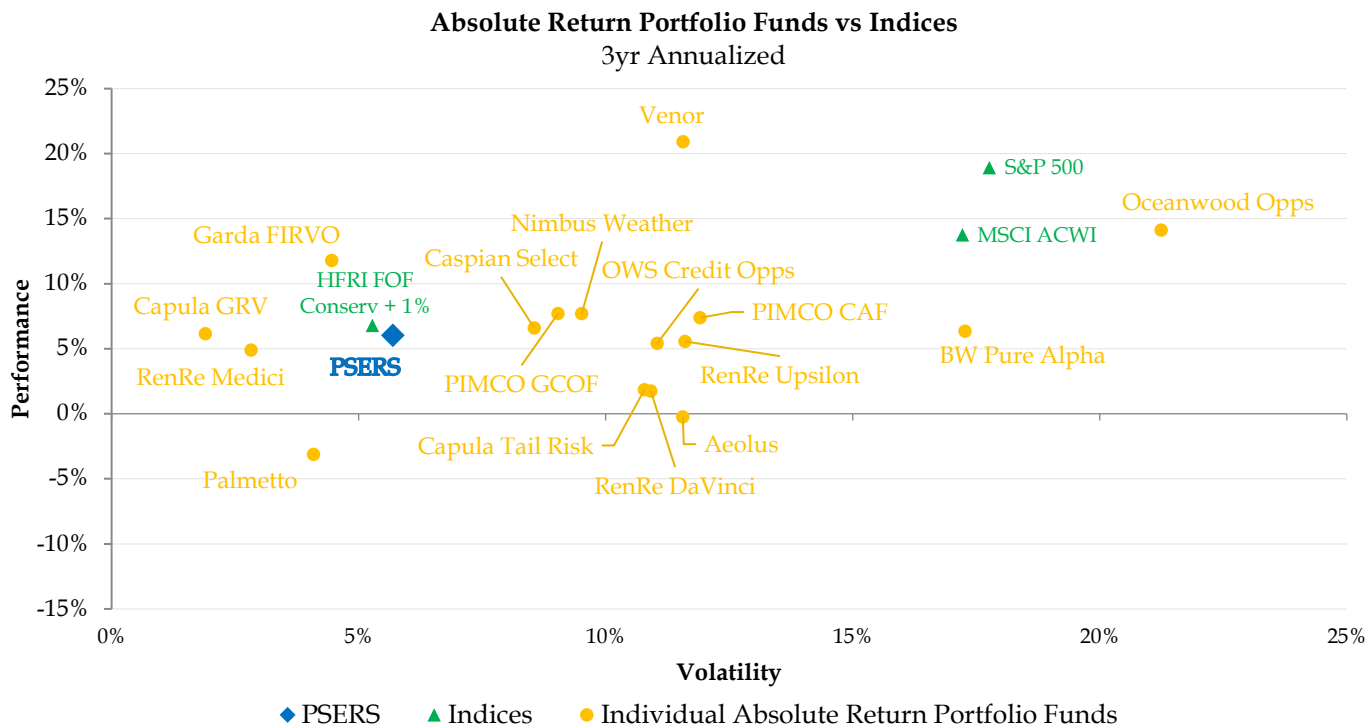 Absolute Return Portfolio Funds vs Indices
3yr Annualized
25%
20%
15%
10%
5%
0%
-5%
-10%
-15%
Performance
Venor
S&P 500
Oceanwood Opps
MSCI ACWI
Nimbus Weather
Garda FIRVO
Caspian Select
OWS Credit Opps
HFRI FOF
Conserv + 1%
Capula GRV
PIMCO CAF
BW Pure Alpha
PSERS
RenRe Medici
PIMCO GCOF
RenRe Upsilon
Capula Tail Risk
Aeolus
Palmetto
RenRe DaVinci
0%
5%
10%
15%
20%
25%
Volatility
PSERS
Indices
Individual Absolute Return Portfolio Funds